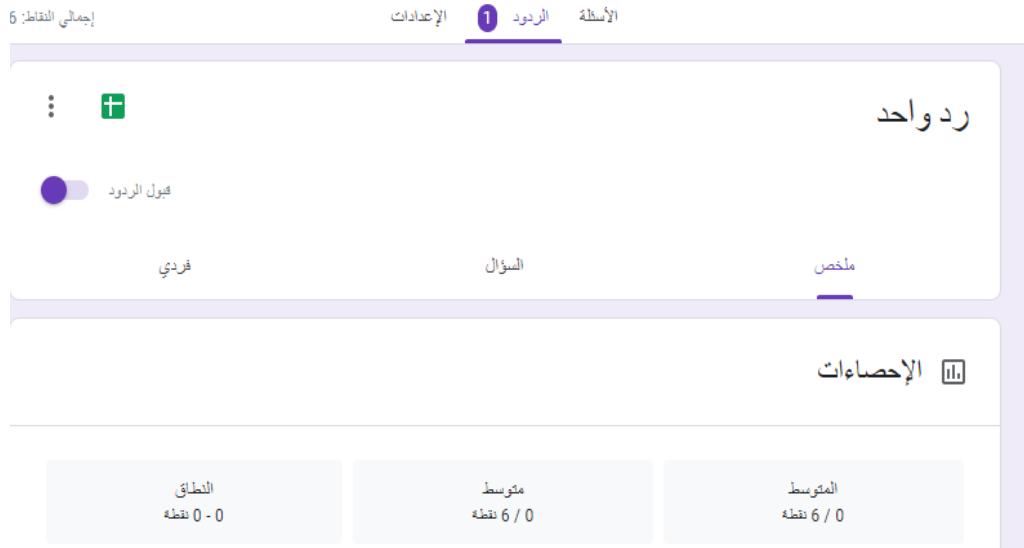 الأسئلة الردود 1 الإعدادات إجمالي النقاط: 6
رد واحد
قبول الردود
ملخص السؤال فردي
الإحصاءات
المتوسط متوسط النطاق
0 / 6 نقطة 0 / 6 نقطة 0 - 0 نقطة